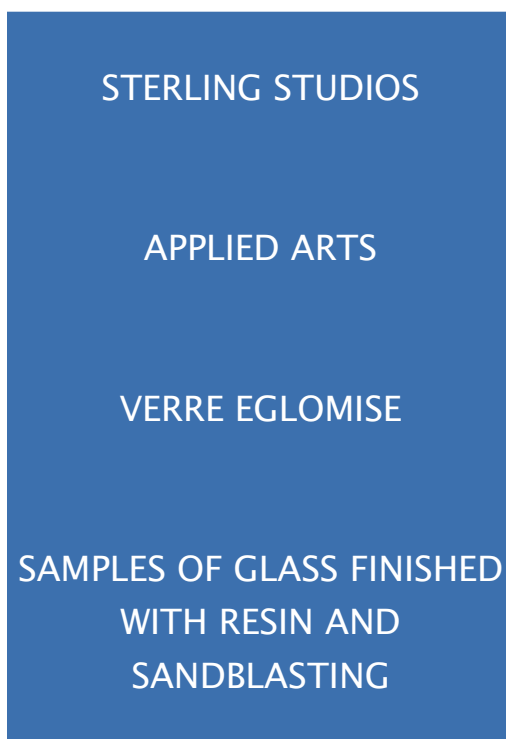 STERLING STUDIOS
APPLIED ARTS
VERRE EGLOMISE
SAMPLES OF GLASS FINISHED
WITH RESIN AND
SANDBLASTING